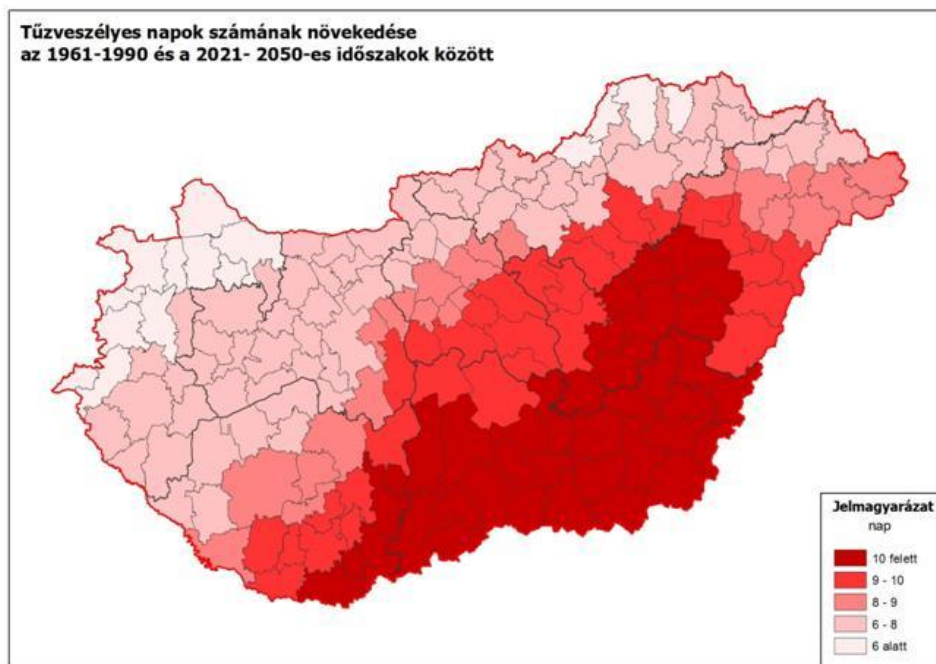 Tűzveszélyes napok számának növekedése
az 1961-1990 és a 2021- 2050-es időszakok között
Jelmagyarázat
nap
10 felett
9 - 10
8 - 9
6 - 8
6 alatt